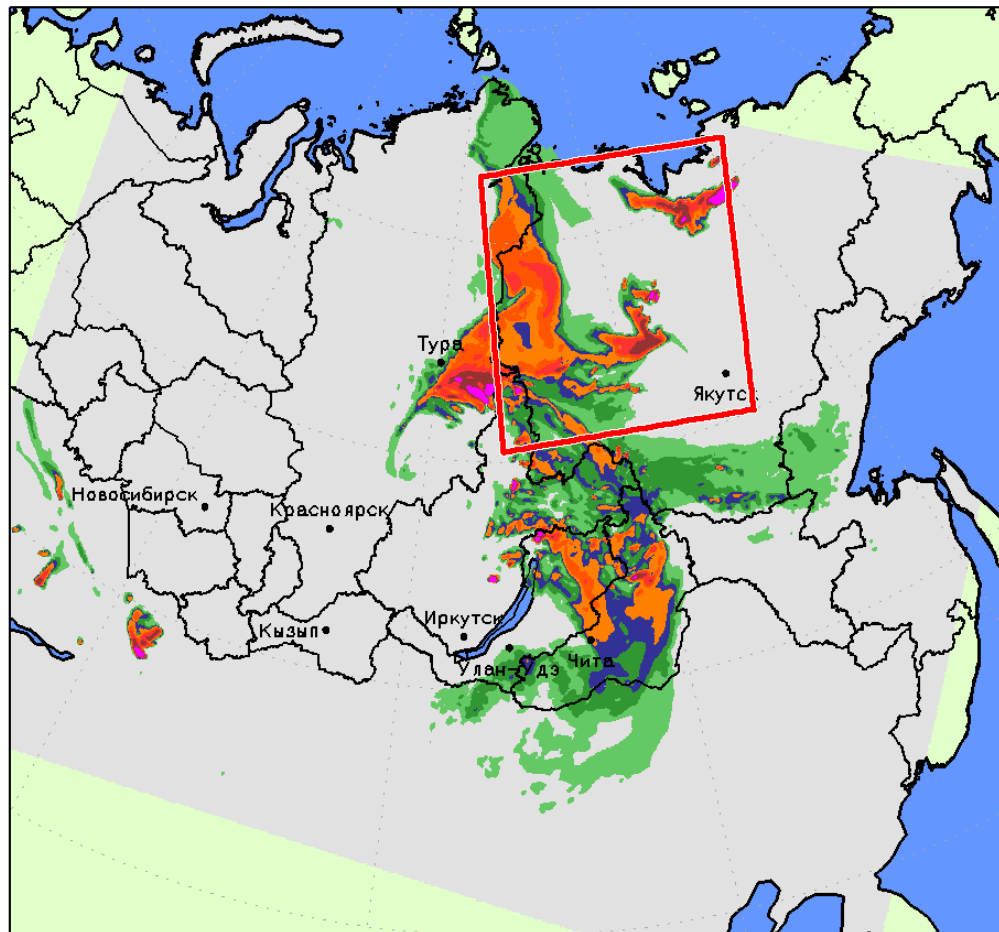 Тура
Якутск
Новосибирск
Красноярск
Иркутск
Кызыл
Улан-Удэ
Чита